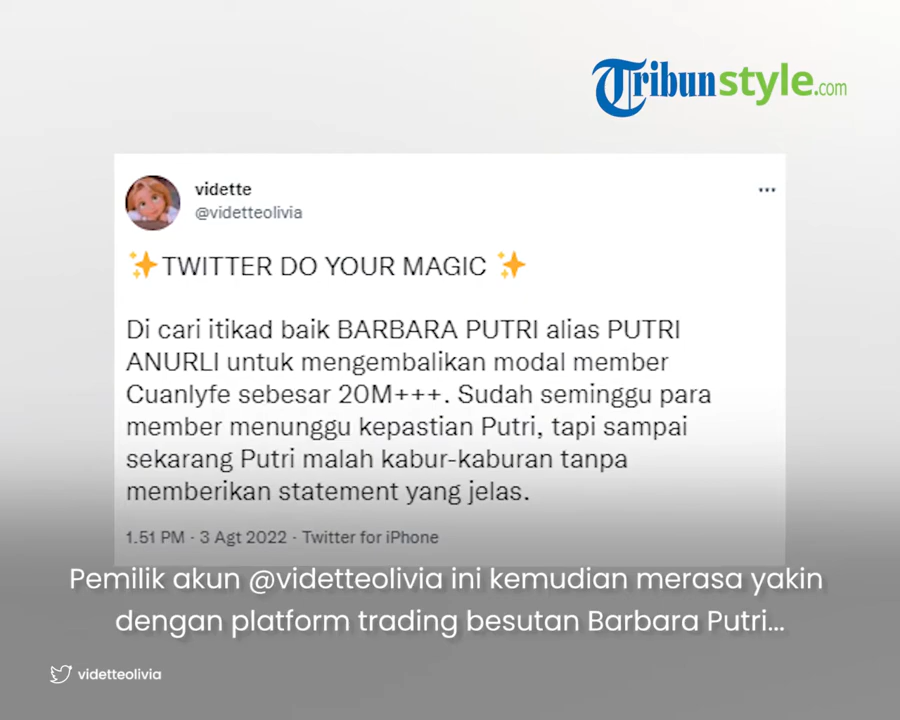 Tribunstyle.com
vidette
@videtteolivia
✨TWITTER DO YOUR MAGIC ✨
Di cari itikad baik BARBARA PUTRI alias PUTRI
ANURLI untuk mengembalikan modal member
Cuanlyfe sebesar 20M+++. Sudah seminggu para
member menunggu kepastian Putri, tapi sampai
sekarang Putri malah kabur-kaburan tanpa
memberikan statement yang jelas.
1.51 PM · 3 Agt 2022 · Twitter for iPhone
Pemilik akun @videtteolivia ini kemudian merasa yakin
dengan platform trading besutan Barbara Putri...
videtteolivia